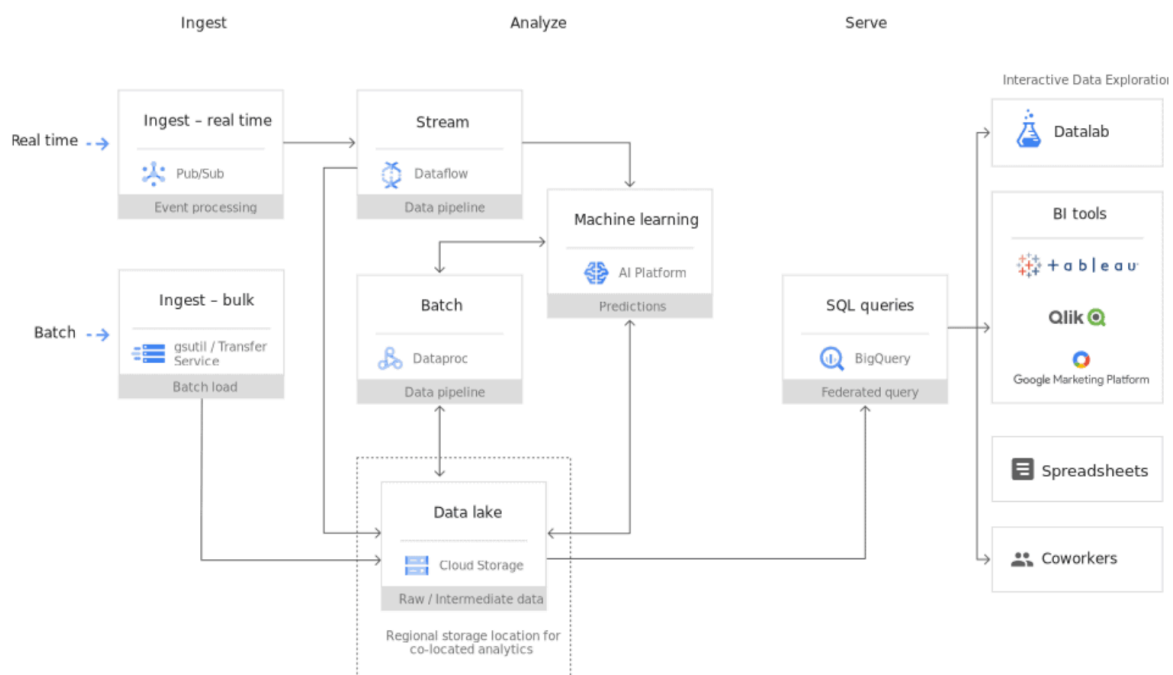 Ingest
Analyze
Serve
Interactive Data Exploration
Real time
Ingest – real time
Pub/Sub
Event processing
Stream
Dataflow
Data pipeline
Datalab
Machine learning
AI Platform
Predictions
BI tools
+ableau
Qlik
Google Marketing Platform
Batch
Ingest – bulk
gsutil / Transfer
Service
Batch load
Batch
Dataproc
Data pipeline
SQL queries
BigQuery
Federated query
Spreadsheets
Data lake
Cloud Storage
Raw / Intermediate data
Coworkers
Regional storage location for
co-located analytics